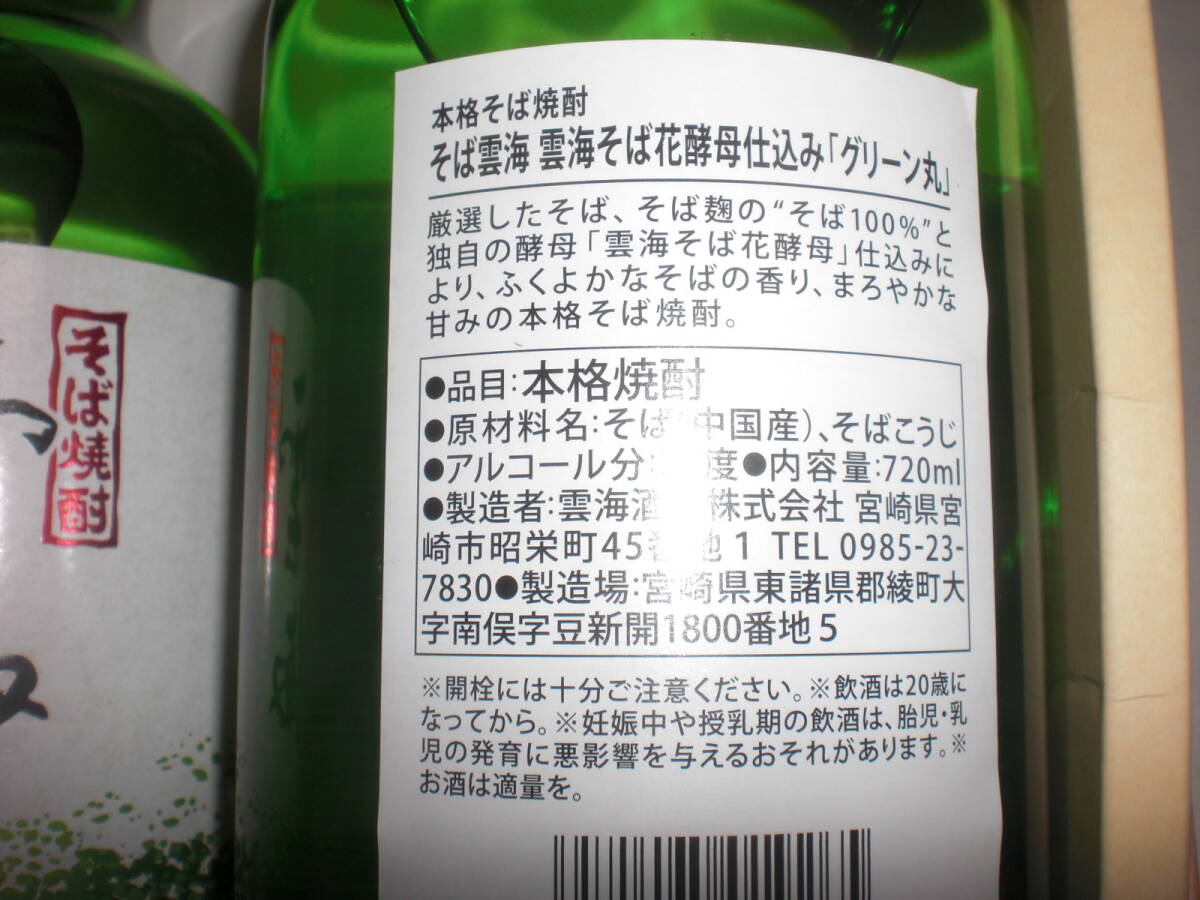 本格そば焼酎
そば雲海 雲海そば花酵母仕込み「グリーン丸」
厳選したそば、そば麹の“そば100%”と
独自の酵母「雲海そば花酵母」仕込みに
より、ふくよかなそばの香り、まろやかな
甘みの本格そば焼酎。
●品目:本格焼酎
●原材料名:そば(中国産)、そばこうじ
●アルコール分: 度●内容量:720ml
●製造者:雲海酒 株式会社 宮崎県宮
崎市昭栄町45番地1 TEL 0985-23-
7830●製造場:宮崎県東諸県郡綾町大
字南俣字豆新開1800番地5
※開栓には十分ご注意ください。※飲酒は20歳に
なってから。※妊娠中や授乳期の飲酒は、胎児・乳
児の発育に悪影響を与えるおそれがあります。※
お酒は適量を。
そば焼酎